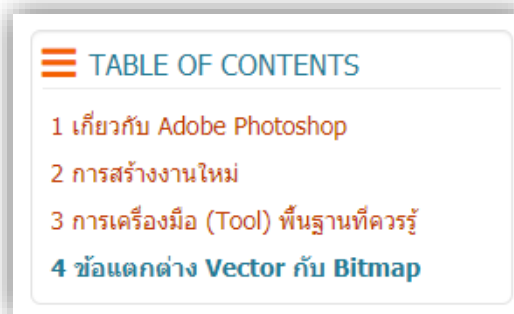 TABLE OF CONTENTS
1 เกี่ยวกับ Adobe Photoshop
2 การสร้างงานใหม่
3 การเครื่องมือ (Tool) พื้นฐานที่ควรรู้
4 ข้อแตกต่าง Vector กับ Bitmap